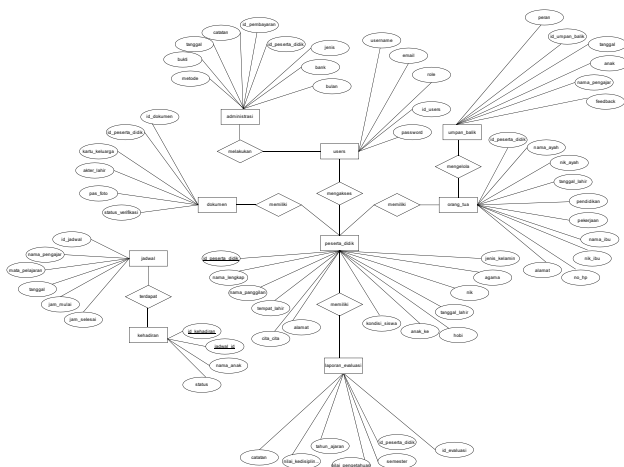 peran
id_pembayaran
catatan
id_peserta_didik
tanggal
jenis
bukti
bank
metode
bulan
username
email
role
id_users
password
id_umpan_balik
tanggal
anak
nama_pengajar
feedback
administrasi
melakukan
users
umpan_balik
mengelola
id_dokumen
id_peserta_didik
kartu_keluarga
akter_lahir
pas_foto
status_verifikasi
dokumen
memiliki
mengakses
memiliki
orang_tua
id_peserta_didik
nama_ayah
nik_ayah
tanggal_lahir
pendidikan
pekerjaan
nama_ibu
nik_ibu
no_hp
alamat
id_jadwal
nama_pengajar
mata_pelajaran
tanggal
jam_mulai
jam_selesai
jadwal
terdapat
kehadiran
id_kehadiran
jadwal_id
nama_anak
status
peserta_didik
id_peserta_didik
nama_lengkap
nama_panggilan
tempat_lahir
cita_cita
alamat
memiliki
kondisi_siswa
anak_ke
hobi
tanggal_lahir
nik
agama
jenis_kelamin
laporan_evaluasi
catatan
nilai_kedisiplin...
tahun_ajaran
nilai_pengetahuan
semester
id_peserta_didik
id_evaluasi